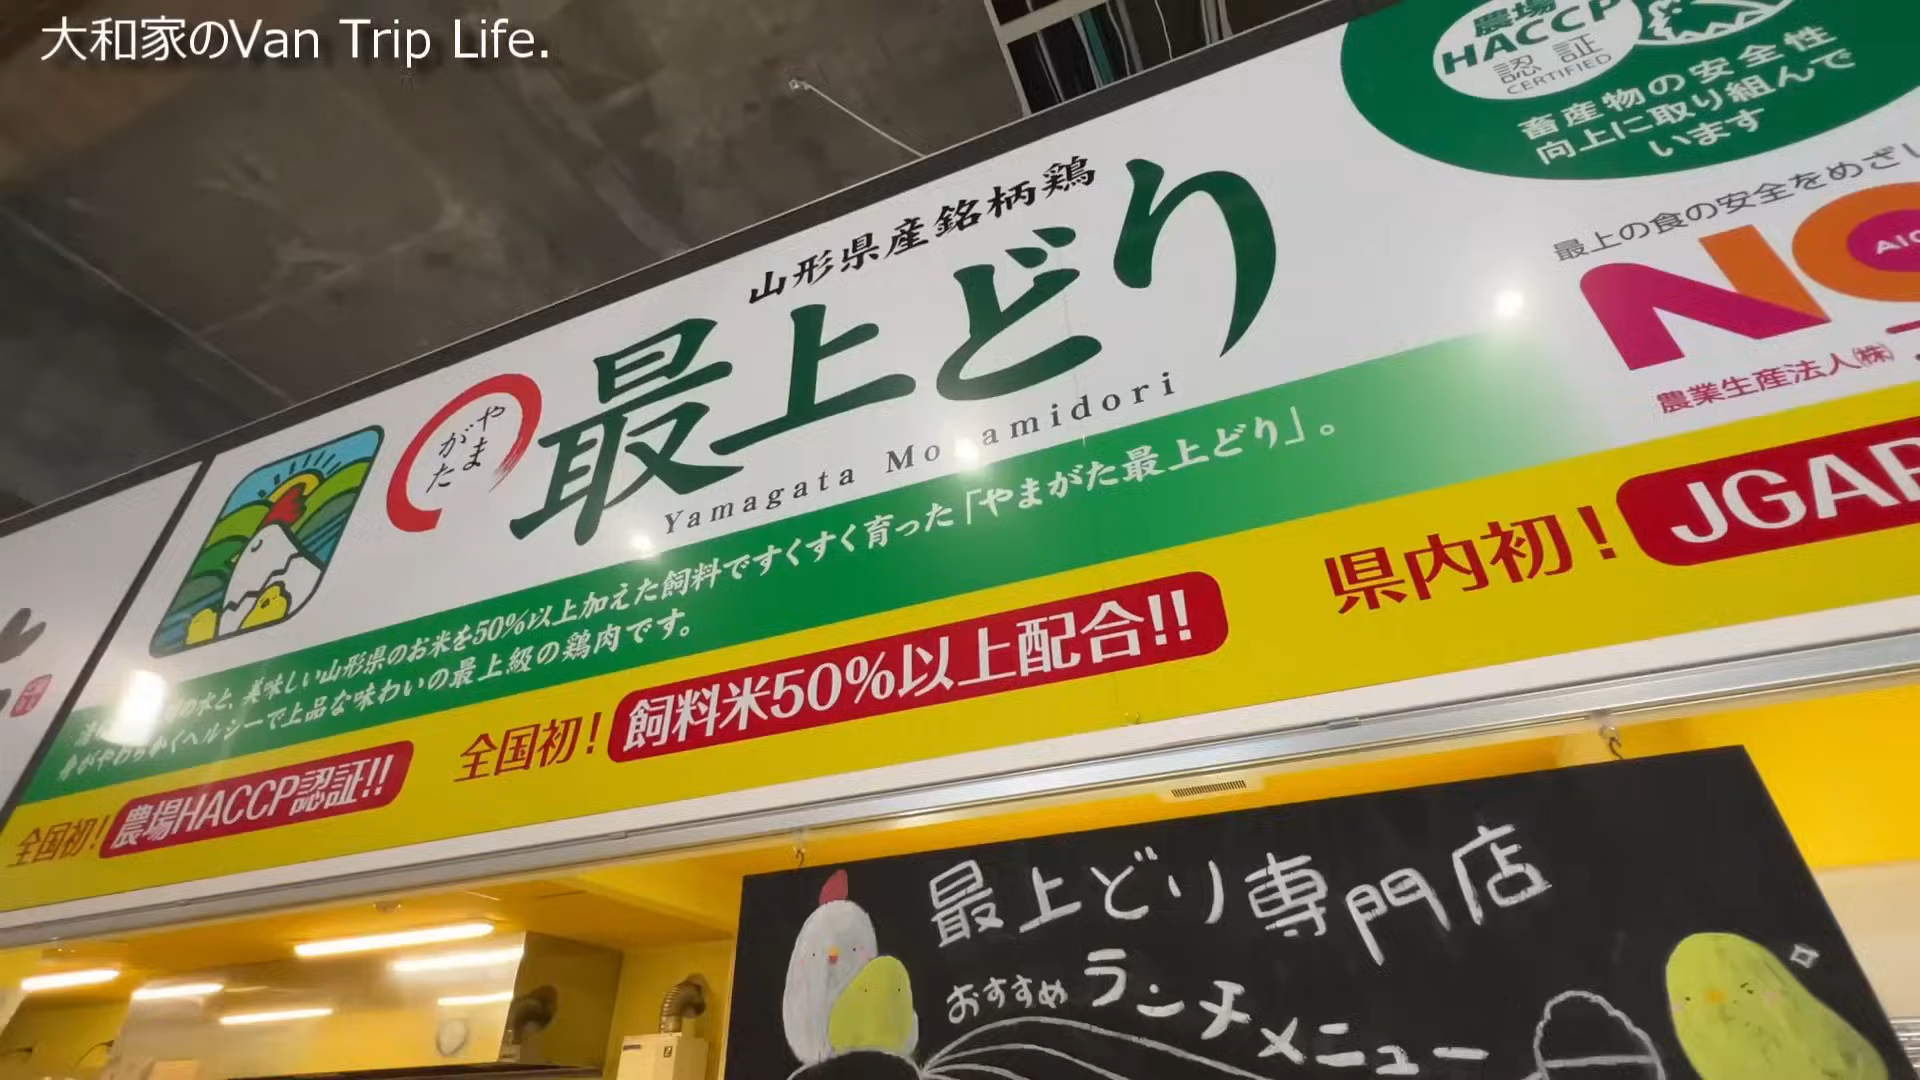 大和家のVan Trip Life.
農場
HACCP
認証
CERTIFIED
畜産物の安全性
向上に取り組んで
います
山形県産銘柄鶏
やま
がた
最上どり
Yamagata Mo amidori
最上の食の安全をめざし
農業生産法人㈱
の水と、美味しい山形県のお米を50%以上加えた飼料ですくすく育った「やまがた最上どり」。
くヘルシーで上品な味わいの最上級の鶏肉です。
全国初! 農場HACCP認証!!
全国初! 飼料米50%以上配合!!
県内初! JGAP
最上どり専門店
おすすめ ランチメニュー